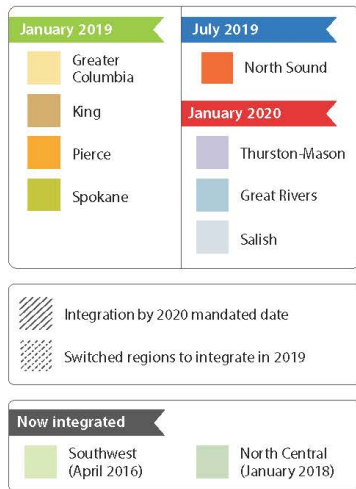 January 2019
Greater
Columbia
King
Pierce
Spokane
July 2019
North Sound
January 2020
Thurston-Mason
Great Rivers
Salish
Integration by 2020 mandated date
Switched regions to integrate in 2019
Now integrated
Southwest
(April 2016)
North Central
(January 2018)